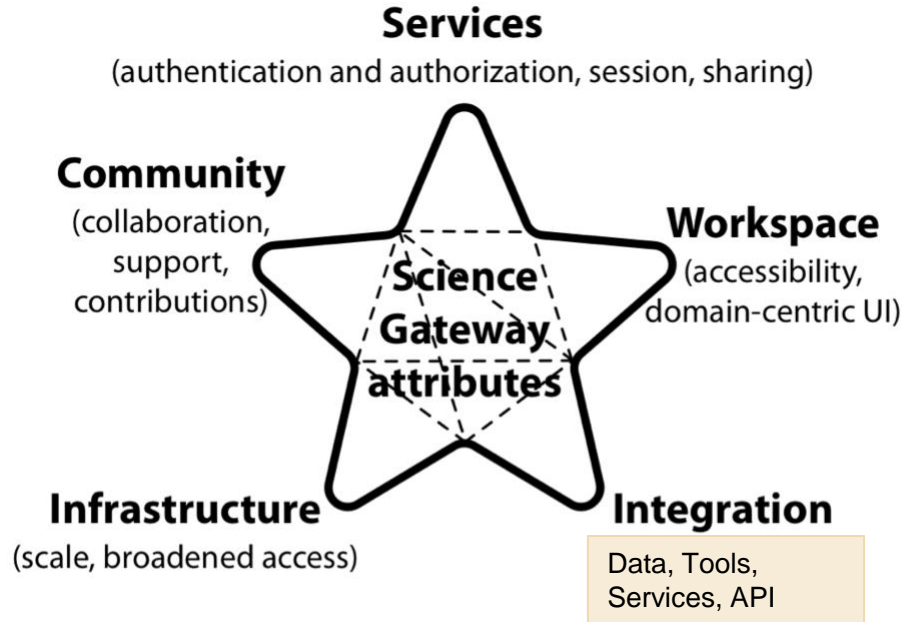 Services
(authentication and authorization, session, sharing)
Community
(collaboration,
support,
contributions)
Workspace
(accessibility,
domain-centric UI)
Science
Gateway
attributes
Infrastructure
(scale, broadened access)
Integration
Data, Tools,
Services, API